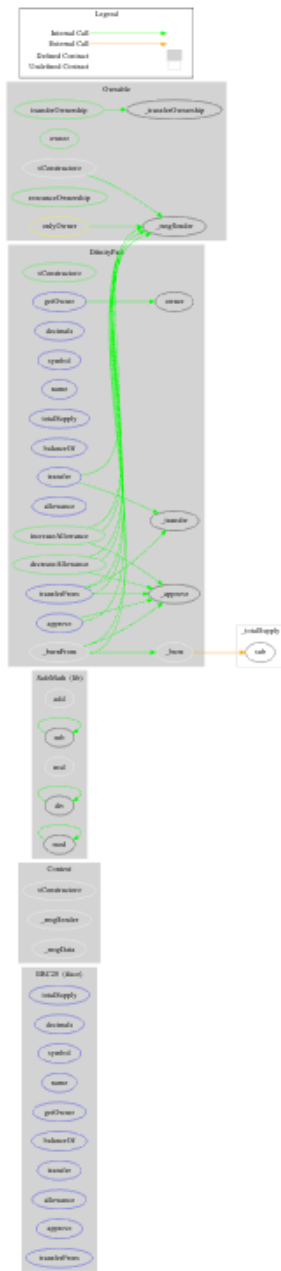 Legend
Internal Call
External Call
Defined Contract
Undefined Contract
Ownable
transferOwnership
_transferOwnership
owner
<Constructor>
renounceOwnership
onlyOwner
_msgSender
<Constructor>
getOwner
owner
decimals
symbol
name
totalSupply
balanceOf
transfer
allowance
_transfer
increaseAllowance
decreaseAllowance
transferFrom
_approve
approve
_burnFrom
_burn
_totalSupply
sub
SafeMath (lib)
add
sub
mul
div
mod
Context
<Constructor>
_msgSender
_msgData
totalSupply
decimals
symbol
name
getOwner
balanceOf
transfer
allowance
approve
transferFrom